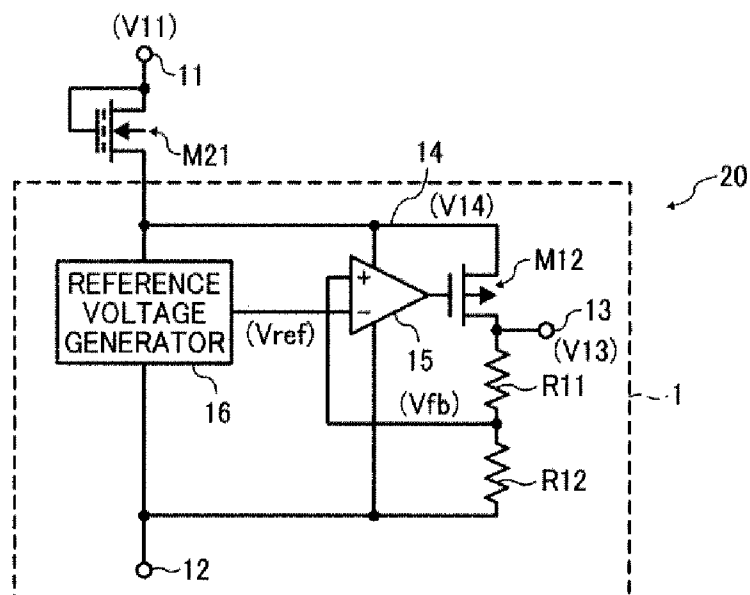 (V11)
11
M21
14
20
(V14)
M12
REFERENCE
VOLTAGE
GENERATOR
+
−
(Vref)
15
13
(V13)
16
(Vfb)
R11
1
R12
12